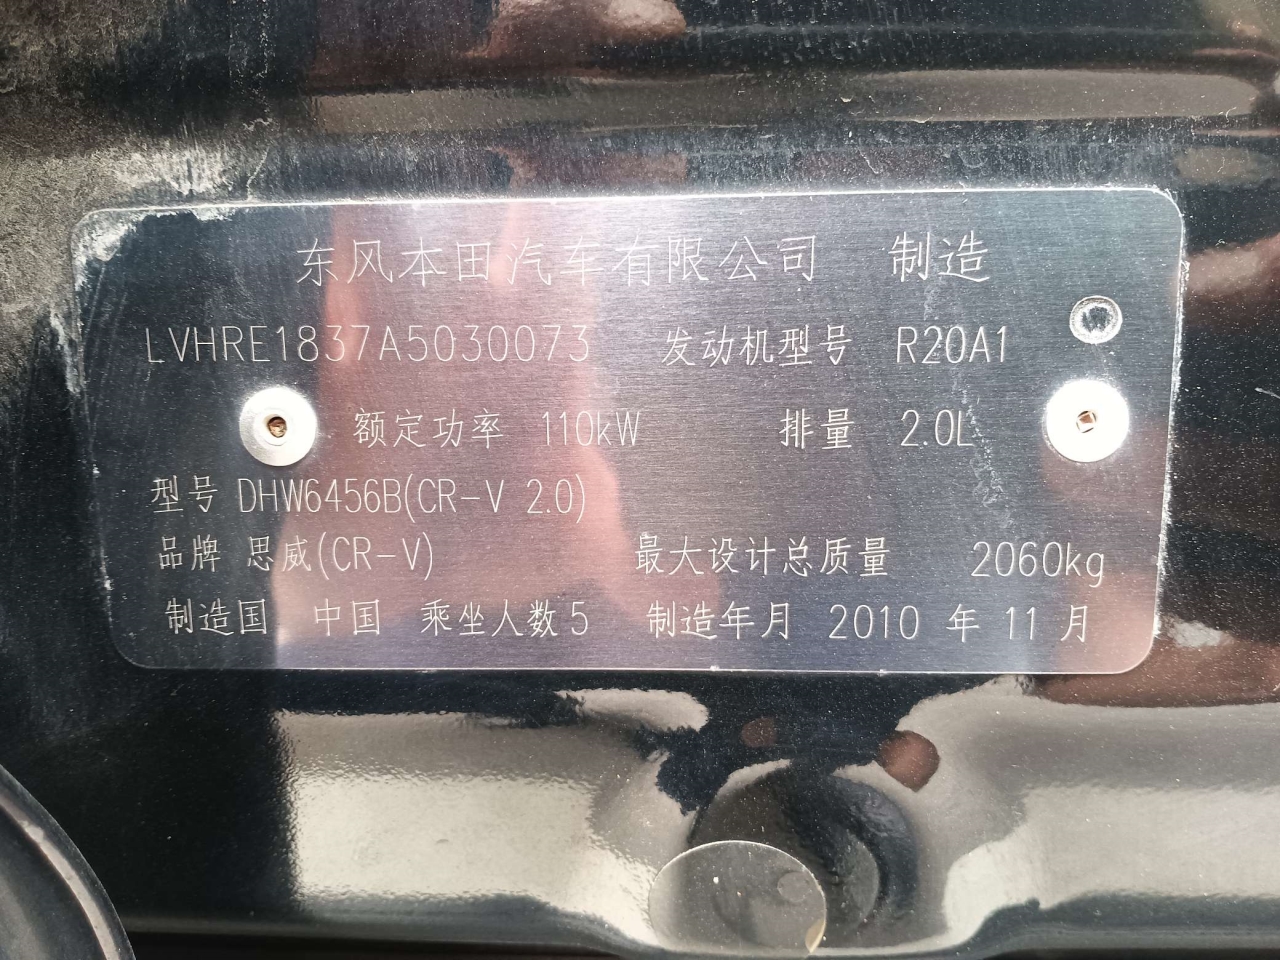 东风本田汽车有限公司 制造
LVHRE1837A5030073 发动机型号 R20A1
额定功率 110kW 排量 2.0L
型号 DHW6456B(CR-V 2.0)
品牌 思威(CR-V) 最大设计总质量 2060kg
制造国 中国 乘坐人数 5 制造年月 2010 年 11 月